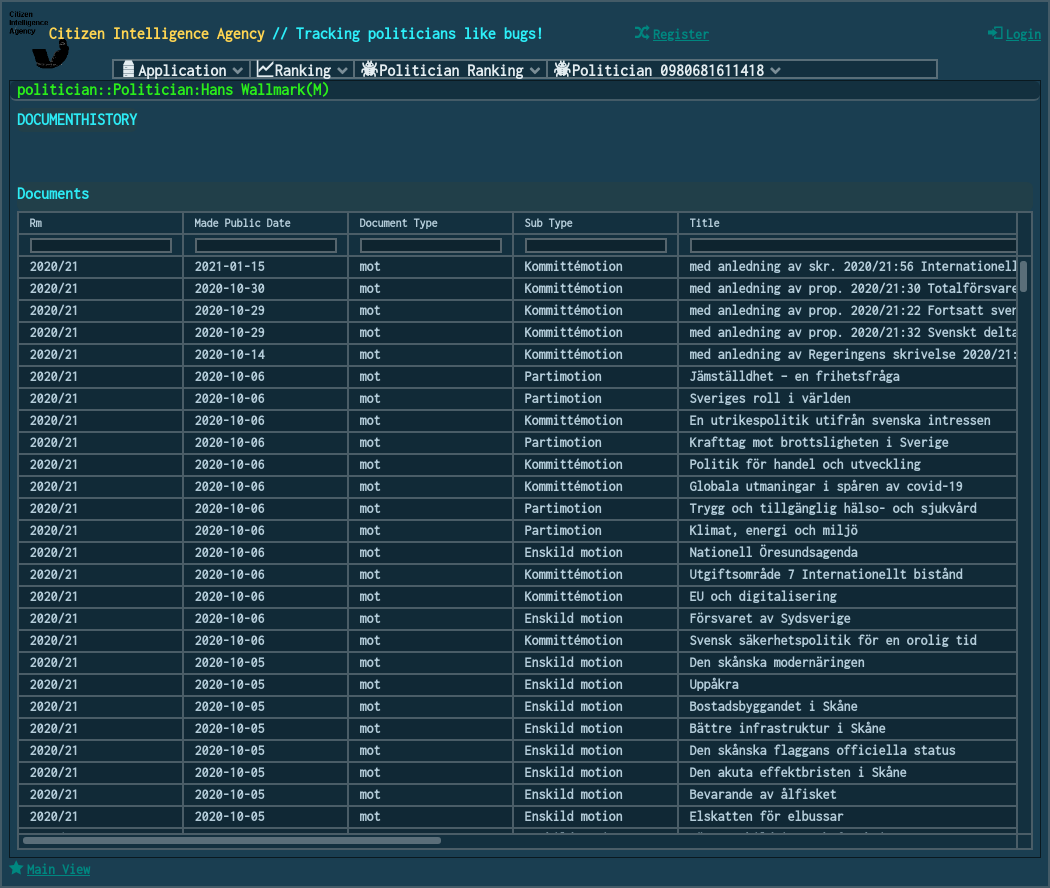 Citizen
Intelligence
Agency
Citizen Intelligence Agency // Tracking politicians like bugs!
Register
Login
Application Ranking Politician Ranking Politician 0980681611418
politician::Politician:Hans Wallmark(M)
DOCUMENTHISTORY
Documents
Rm Made Public Date Document Type Sub Type Title
2020/21 2021-01-15 mot Kommittémotion med anledning av skr. 2020/21:56 Internationell
2020/21 2020-10-30 mot Kommittémotion med anledning av prop. 2020/21:30 Totalförsvare
2020/21 2020-10-29 mot Kommittémotion med anledning av prop. 2020/21:22 Fortsatt sven
2020/21 2020-10-29 mot Kommittémotion med anledning av prop. 2020/21:32 Svenskt delta
2020/21 2020-10-14 mot Kommittémotion med anledning av Regeringens skrivelse 2020/21:
2020/21 2020-10-06 mot Partimotion Jämställdhet – en frihetsfråga
2020/21 2020-10-06 mot Partimotion Sveriges roll i världen
2020/21 2020-10-06 mot Kommittémotion En utrikespolitik utifrån svenska intressen
2020/21 2020-10-06 mot Partimotion Krafttag mot brottsligheten i Sverige
2020/21 2020-10-06 mot Kommittémotion Politik för handel och utveckling
2020/21 2020-10-06 mot Kommittémotion Globala utmaningar i spåren av covid-19
2020/21 2020-10-06 mot Partimotion Trygg och tillgänglig hälso- och sjukvård
2020/21 2020-10-06 mot Partimotion Klimat, energi och miljö
2020/21 2020-10-06 mot Enskild motion Nationell Öresundsagenda
2020/21 2020-10-06 mot Kommittémotion Utgiftsområde 7 Internationellt bistånd
2020/21 2020-10-06 mot Kommittémotion EU och digitalisering
2020/21 2020-10-06 mot Enskild motion Försvaret av Sydsverige
2020/21 2020-10-06 mot Kommittémotion Svensk säkerhetspolitik för en orolig tid
2020/21 2020-10-05 mot Enskild motion Den skånska modernäringen
2020/21 2020-10-05 mot Enskild motion Uppåkra
2020/21 2020-10-05 mot Enskild motion Bostadsbyggandet i Skåne
2020/21 2020-10-05 mot Enskild motion Bättre infrastruktur i Skåne
2020/21 2020-10-05 mot Enskild motion Den skånska flaggans officiella status
2020/21 2020-10-05 mot Enskild motion Den akuta effektbristen i Skåne
2020/21 2020-10-05 mot Enskild motion Bevarande av ålfisket
2020/21 2020-10-05 mot Enskild motion Elskatten för elbussar
Main View